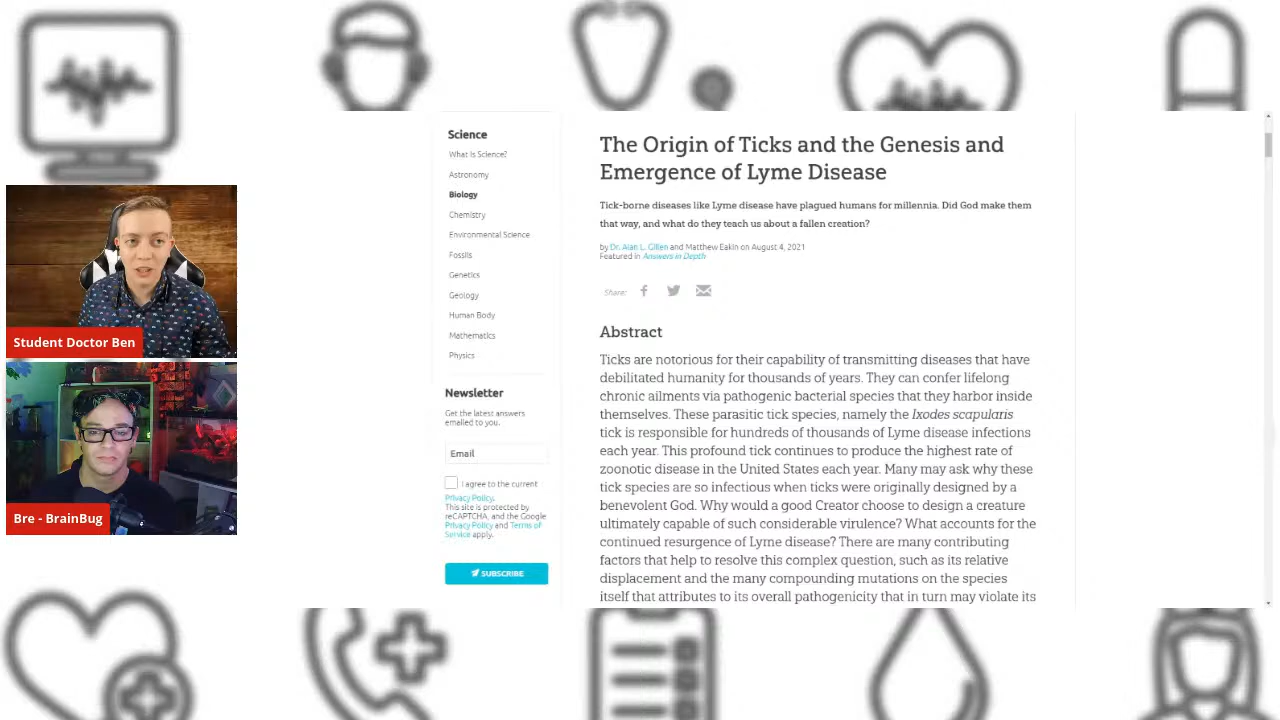 Student Doctor Ben
Bre - BrainBug
Science
What Is Science?
Astronomy
Biology
Chemistry
Environmental Science
Fossils
Genetics
Geology
Human Body
Mathematics
Physics
Newsletter
Get the latest answers
emailed to you.
Email
I agree to the current
Privacy Policy.
This site is protected by
reCAPTCHA, and the Google
Privacy Policy and Terms of
Service apply.
SUBSCRIBE
The Origin of Ticks and the Genesis and
Emergence of Lyme Disease
Tick-borne diseases like Lyme disease have plagued humans for millennia. Did God make them
that way, and what do they teach us about a fallen creation?
by Dr. Alan L. Gillen and Matthew Eakin on August 4, 2021
Featured in Answers in Depth
Share:
Abstract
Ticks are notorious for their capability of transmitting diseases that have
debilitated humanity for thousands of years. They can confer lifelong
chronic ailments via pathogenic bacterial species that they harbor inside
themselves. These parasitic tick species, namely the Ixodes scapularis
tick is responsible for hundreds of thousands of Lyme disease infections
each year. This profound tick continues to produce the highest rate of
zoonotic disease in the United States each year. Many may ask why these
tick species are so infectious when ticks were originally designed by a
benevolent God. Why would a good Creator choose to design a creature
ultimately capable of such considerable virulence? What accounts for the
continued resurgence of Lyme disease? There are many contributing
factors that help to resolve this complex question, such as its relative
displacement and the many compounding mutations on the species
itself that attributes to its overall pathogenicity that in turn may violate its